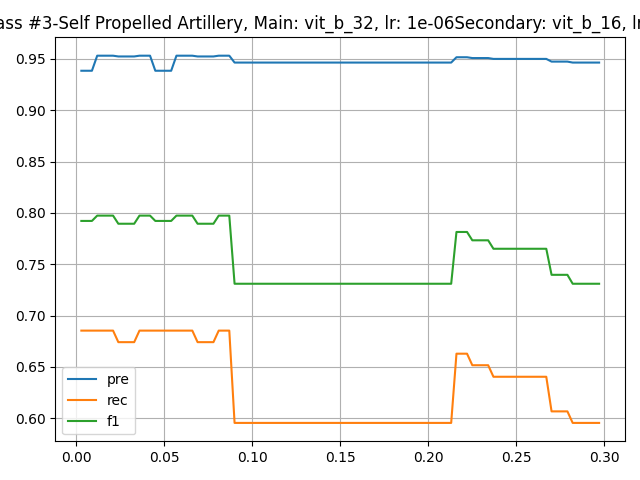 ass #3-Self Propelled Artillery, Main: vit_b_32, lr: 1e-06Secondary: vit_b_16, lr
0.95
0.90
0.85
0.80
0.75
0.70
0.65
0.60
pre
rec
f1
0.00 0.05 0.10 0.15 0.20 0.25 0.30